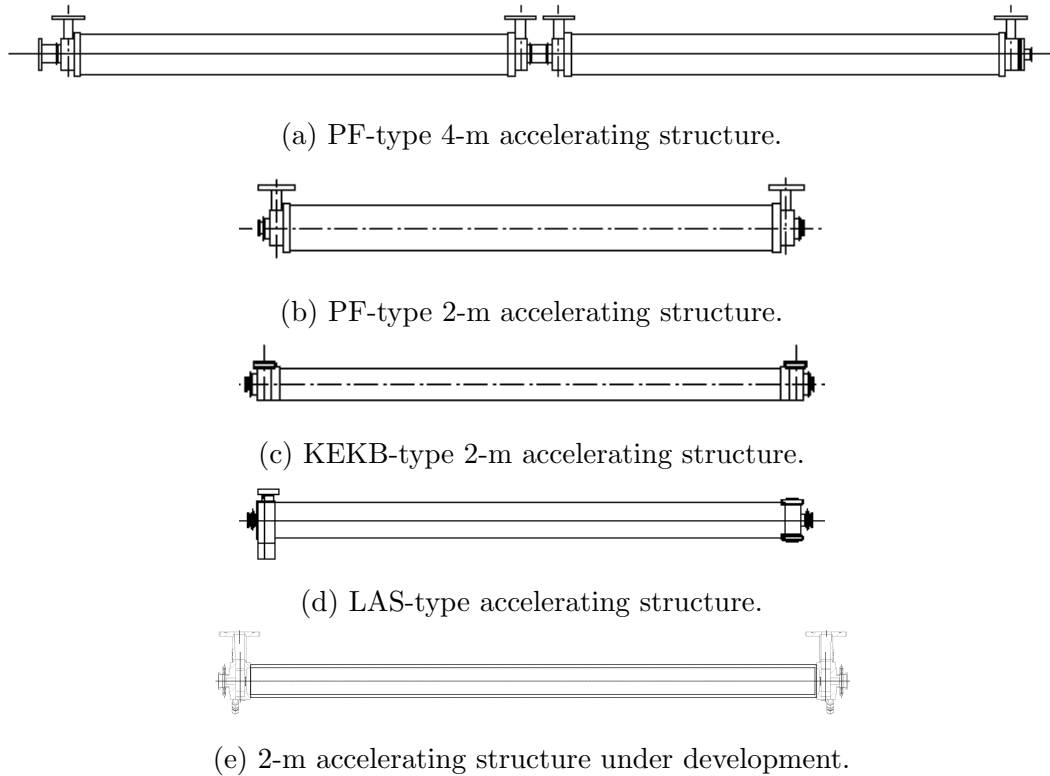 (a) PF-type 4-m accelerating structure.
(b) PF-type 2-m accelerating structure.
(c) KEKB-type 2-m accelerating structure.
(d) LAS-type accelerating structure.
(e) 2-m accelerating structure under development.